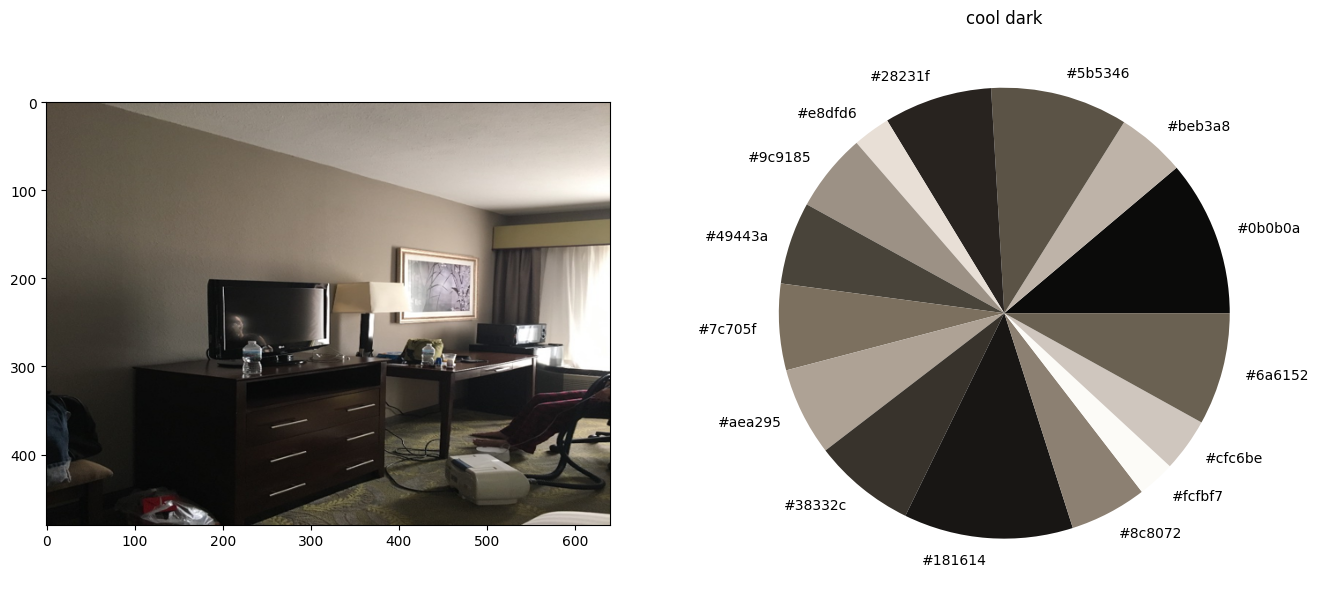 cool dark
#28231f
#5b5346
#e8dfd6
#beb3a8
#9c9185
#49443a
#0b0b0a
#7c705f
#6a6152
#aea295
#cfc6be
#38332c
#fcfbf7
#8c8072
#181614
0
100
200
300
400
0 100 200 300 400 500 600